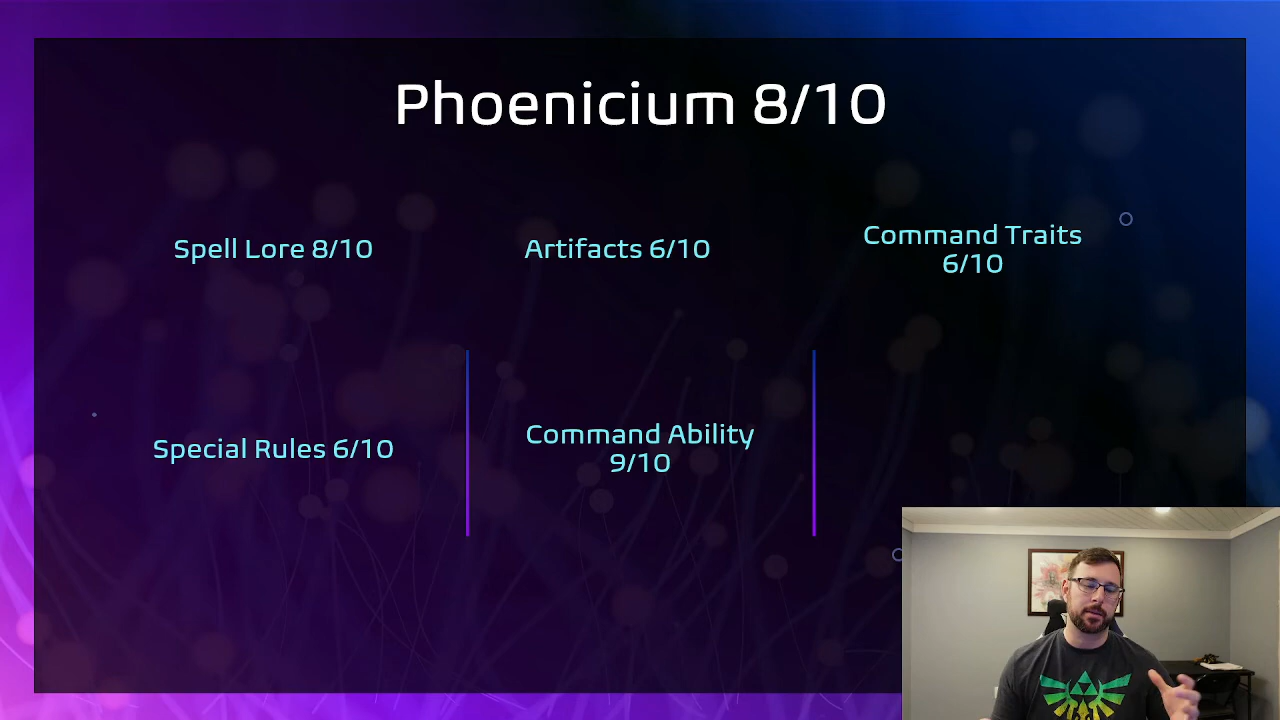 Phoenicium 8/10
Spell Lore 8/10
Artifacts 6/10
Command Traits
6/10
Special Rules 6/10
Command Ability
9/10